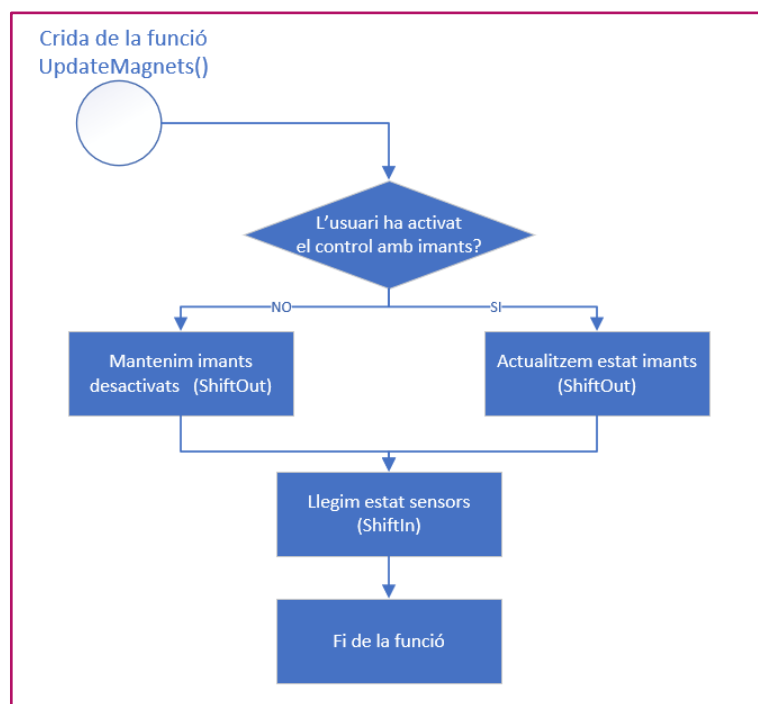 Crida de la funció
UpdateMagnets()
L'usuari ha activat
el control amb imants?
NO
SI
Mantenim imants
desactivats (ShiftOut)
Actualitzem estat imants
(ShiftOut)
Llegim estat sensors
(ShiftIn)
Fi de la funció